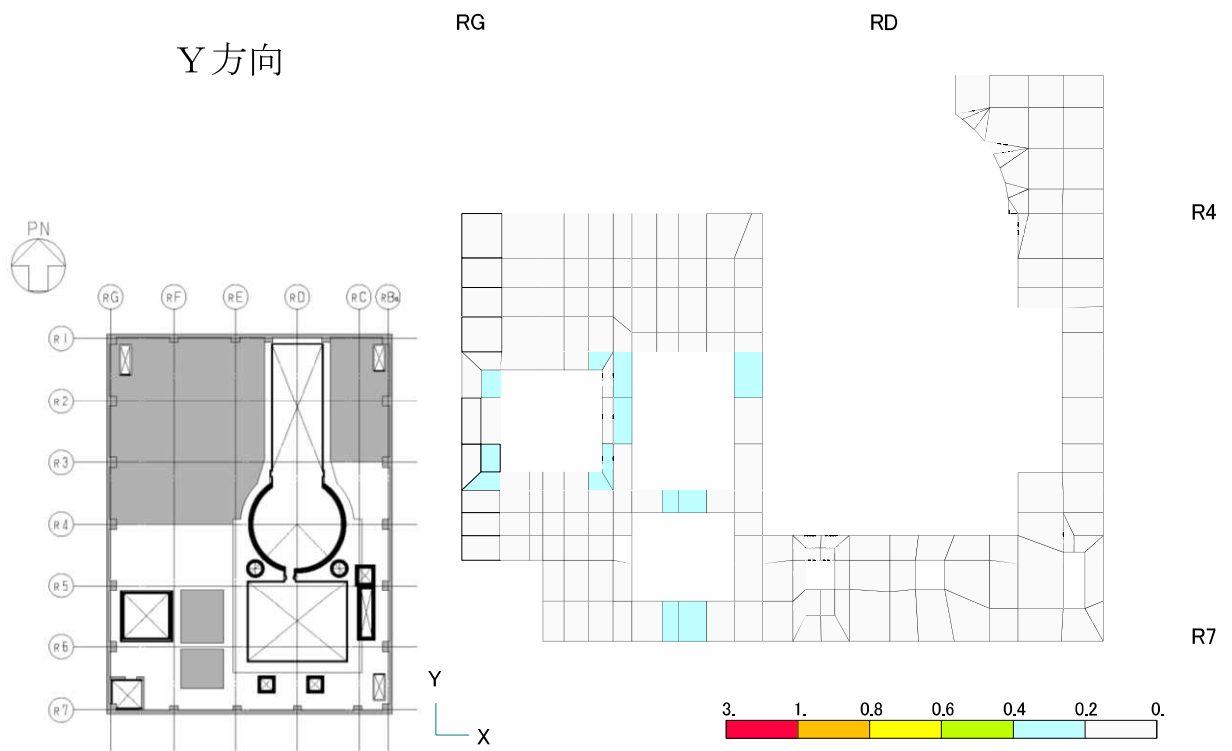 RG RD
Y方向
R4
PN
RG RF RE RD RC RBa
R1
R2
R3
R4
R5
R6
R7
R7
Y
X
3. 1. 0.8 0.6 0.4 0.2 0.